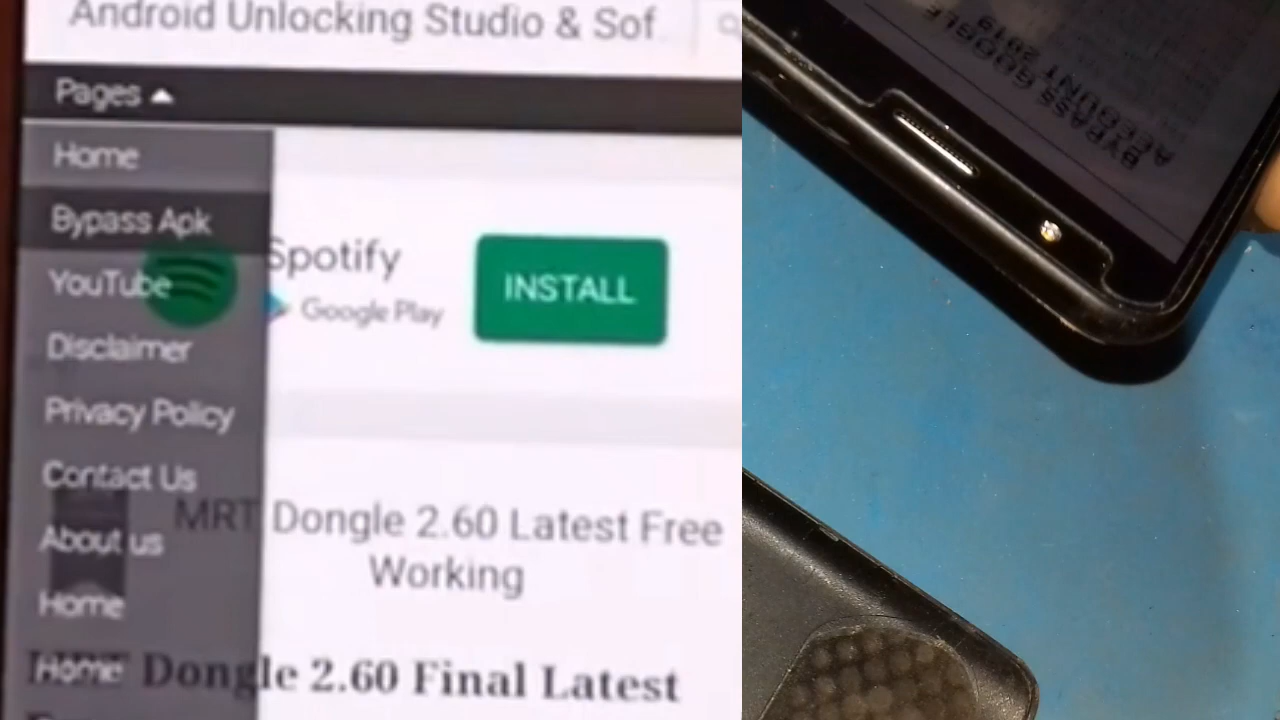 Android Unlocking Studio & Sof
Pages
Home
Bypass Apk
YouTube
Disclaimer
Privacy Policy
Contact Us
About us
Home
Home
Spotify
Google Play
INSTALL
MRT Dongle 2.60 Latest Free
Working
MRT Dongle 2.60 Final Latest
BYPASS GOOGLE
ACCOUNT 2019